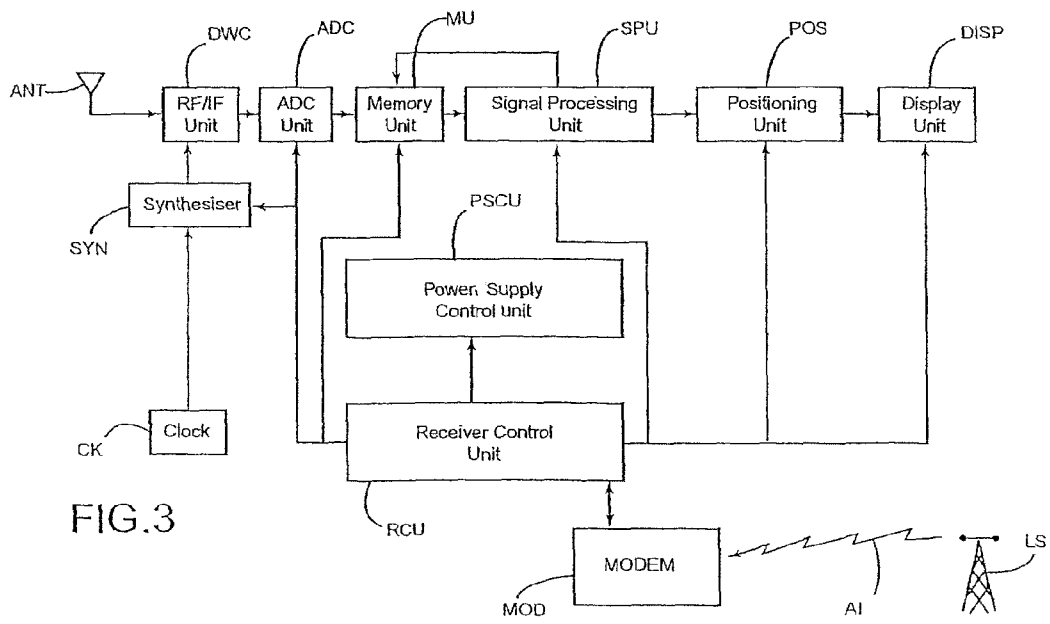 DWC
ADC
MU
SPU
POS
DISP
ANT
RF/IF
Unit
ADC
Unit
Memory
Unit
Signal Processing
Unit
Positioning
Unit
Display
Unit
Synthesiser
SYN
PSCU
Power Supply
Control unit
Clock
CK
Receiver Control
Unit
RCU
FIG.3
MODEM
MOD
AI
LS